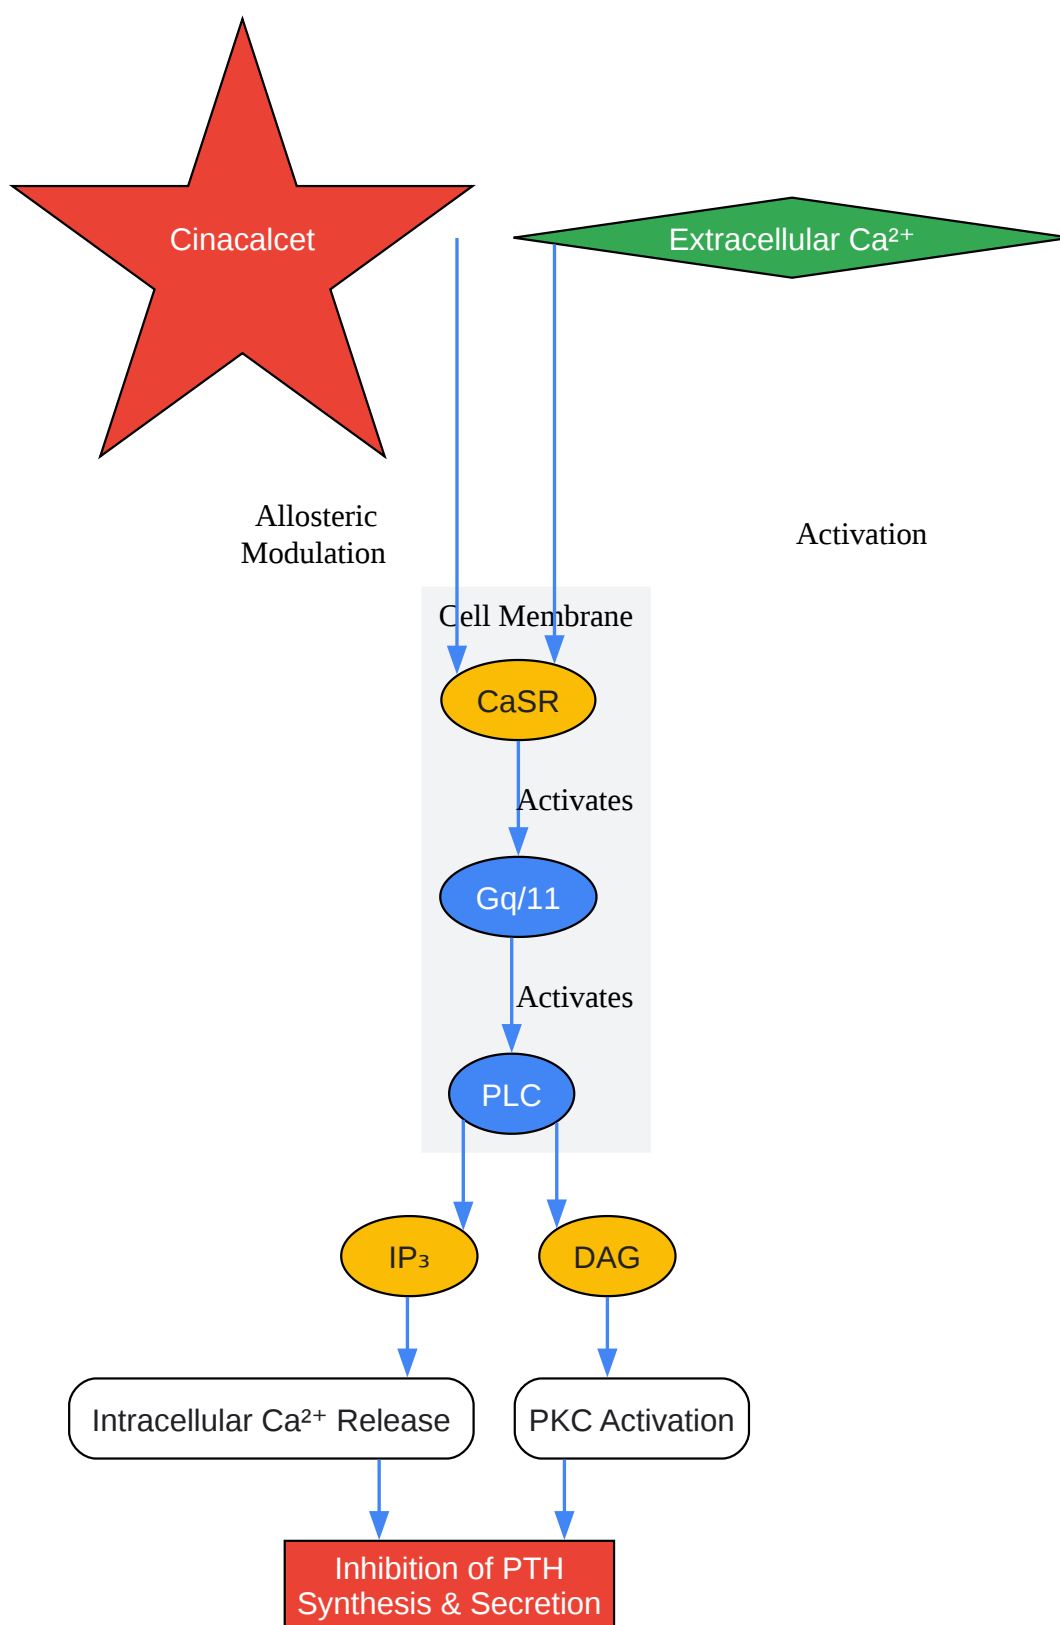 Cinacalcet
Extracellular Ca²⁺
Allosteric
Modulation
Activation
Cell Membrane
CaSR
Activates
Gq/11
Activates
PLC
IP₃
DAG
Intracellular Ca²⁺ Release
PKC Activation
Inhibition of PTH
Synthesis & Secretion